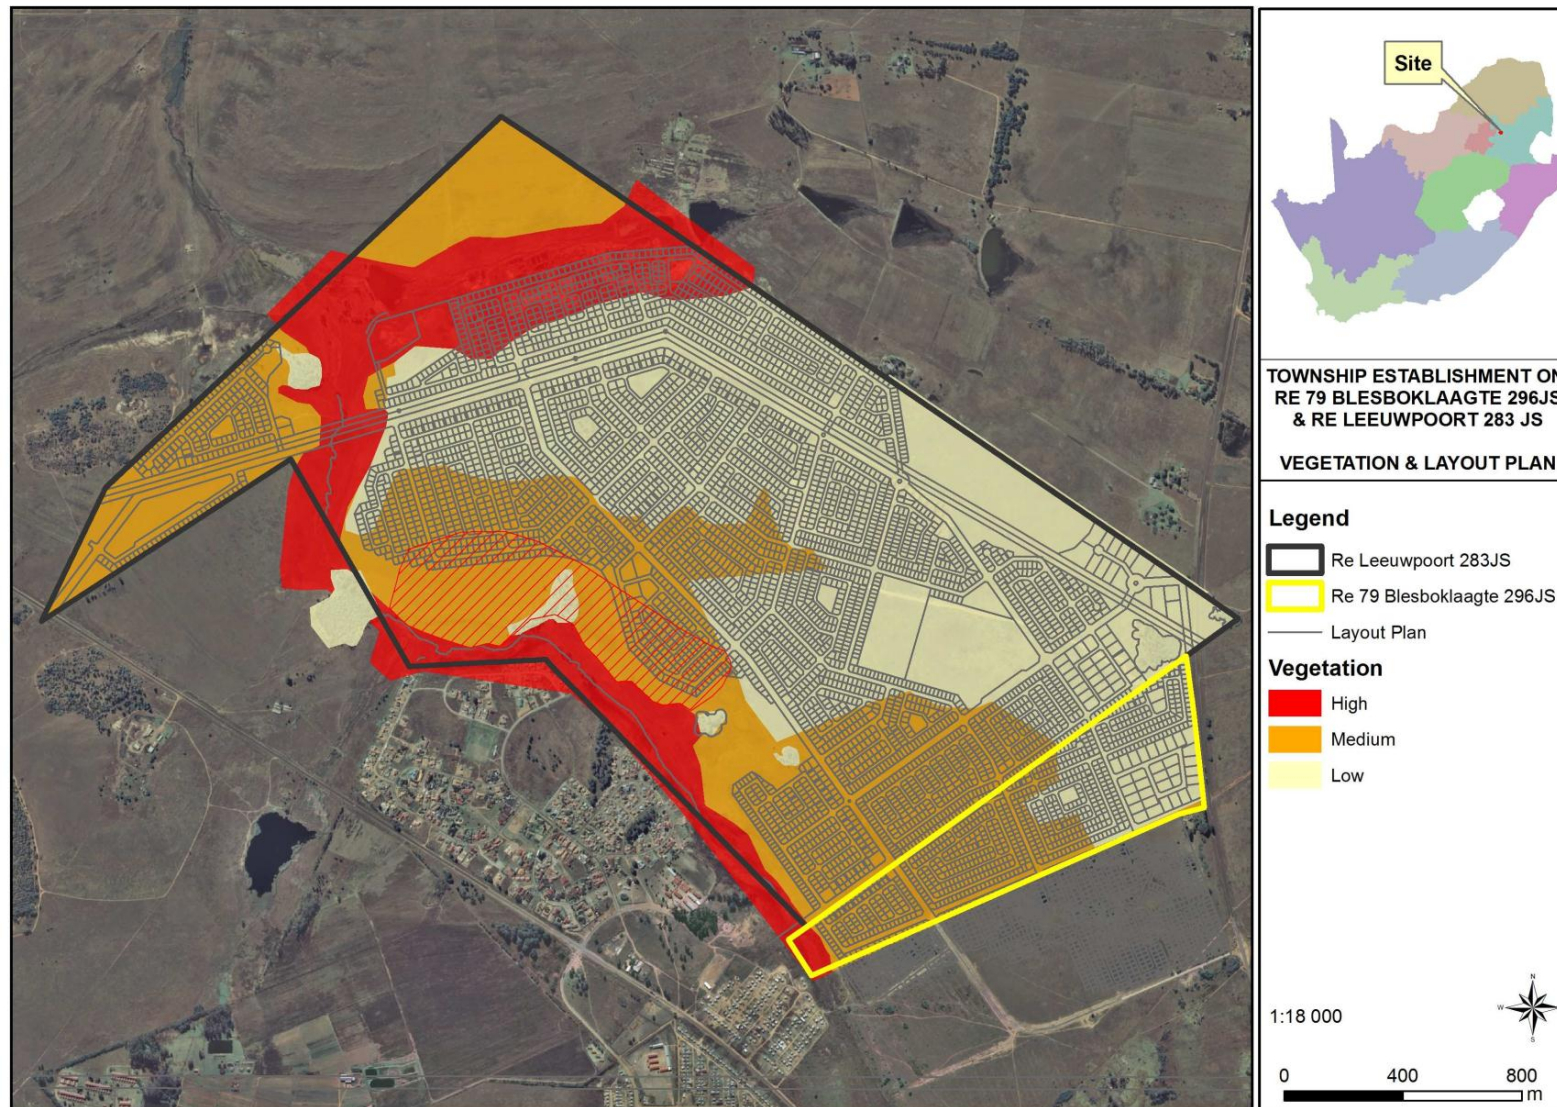 Site
TOWNSHIP ESTABLISHMENT ON
RE 79 BLESBOKLAAGTE 296JS
& RE LEEUWPOORT 283 JS
VEGETATION & LAYOUT PLAN
Legend
Re Leeuwpoort 283JS
Re 79 Blesboklaagte 296JS
Layout Plan
Vegetation
High
Medium
Low
N
W
S
1:18 000
0 400 800
m